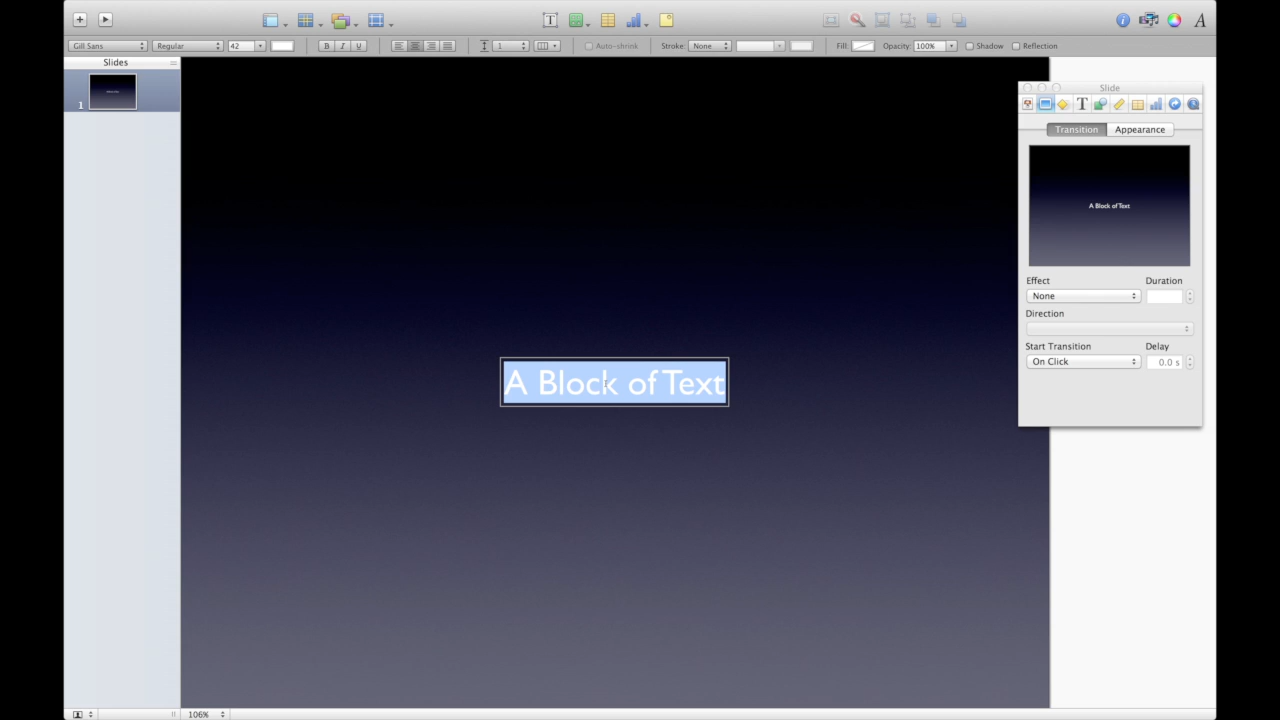 T
i
A
Gill Sans
Regular
42
B I U
1
Auto-shrink
Stroke: None
Fill:
Opacity: 100%
Shadow
Reflection
Slides
1
A Block of Text
Slide
T
Transition
Appearance
A Block of Text
Effect
Duration
None
Direction
Start Transition
Delay
On Click
0.0 s
106%